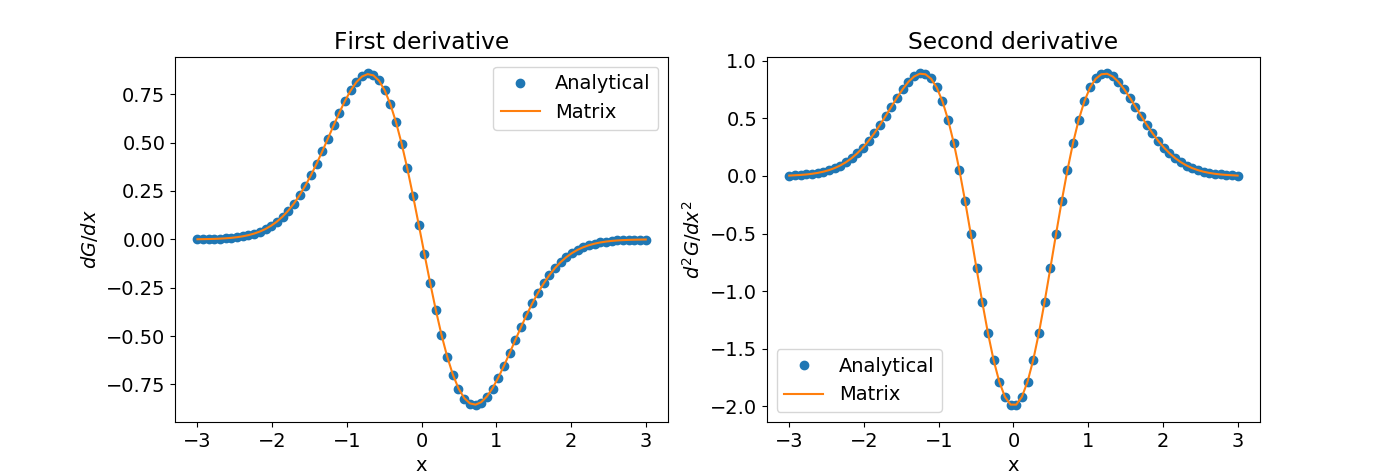 First derivative
Analytical
Matrix
0.75
0.50
0.25
0.00
−0.25
−0.50
−0.75
dG/dx
−3 −2 −1 0 1 2 3
x
Second derivative
1.0
0.5
0.0
−0.5
−1.0
−1.5
−2.0
d²G/dx²
Analytical
Matrix
−3 −2 −1 0 1 2 3
x